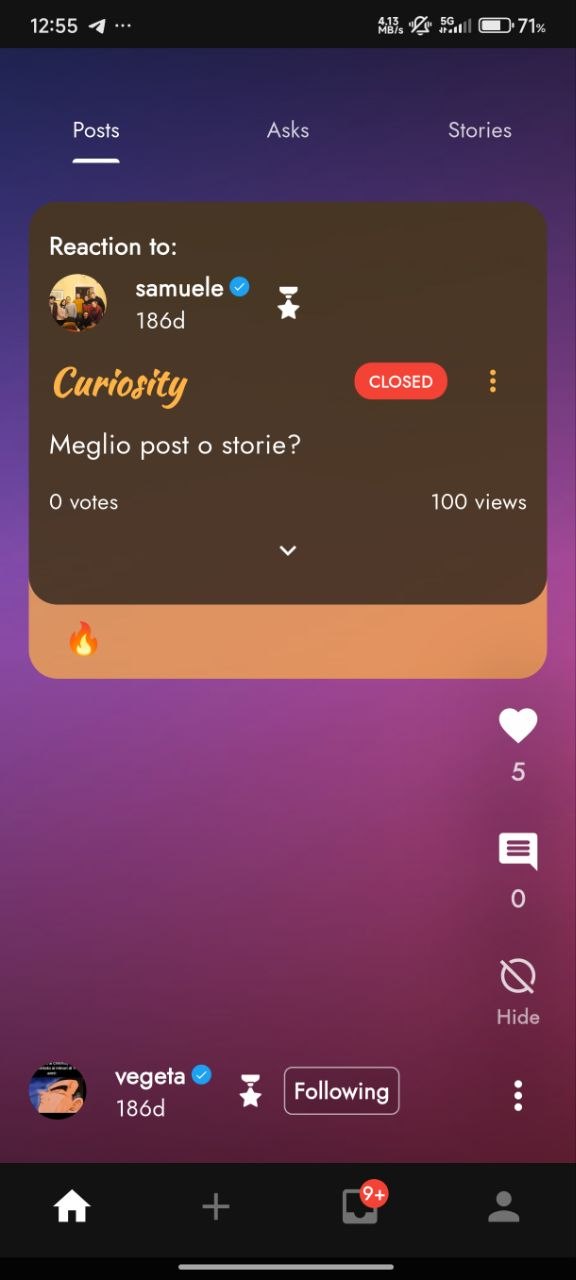 12:55 ... 4,13 MB/s 5G 71%
Posts Asks Stories
Reaction to:
samuele
186d
Curiosity CLOSED
Meglio post o storie?
0 votes 100 views
🔥
5
0
Hide
vegeta Following
186d
9+